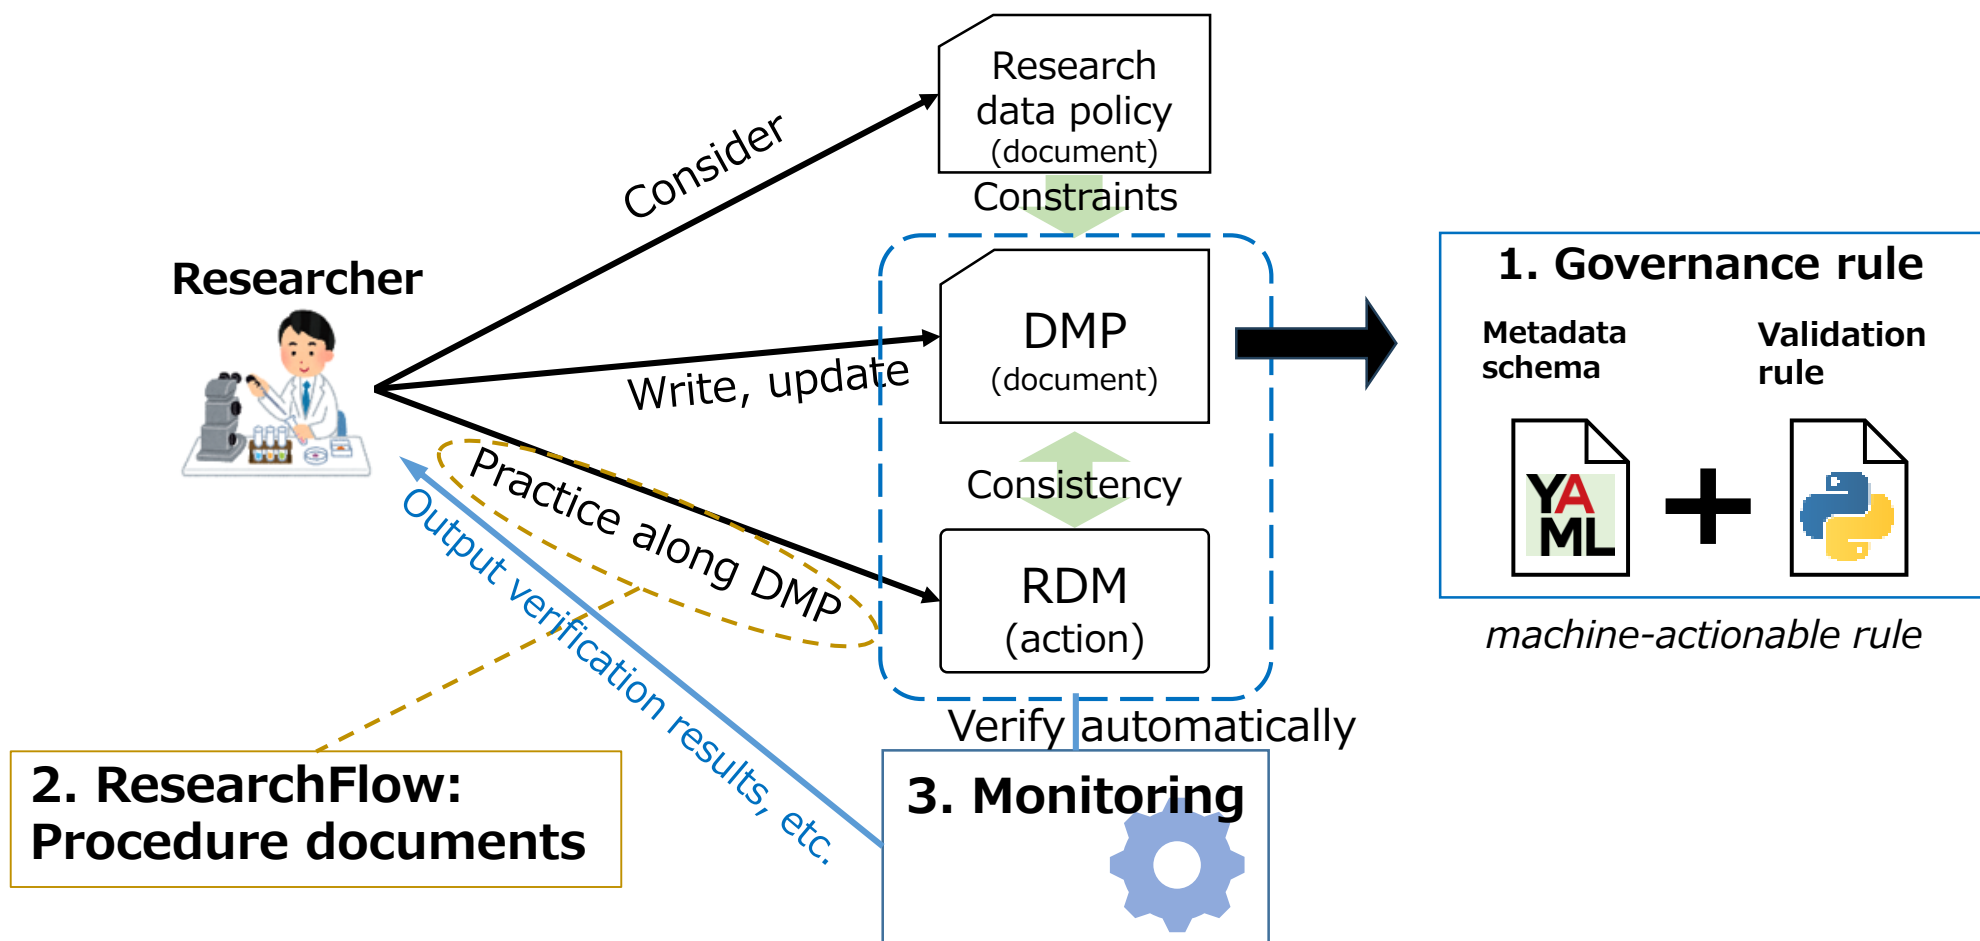 Research
data policy
(document)
Consider
Constraints
Researcher
DMP
(document)
Write, update
1. Governance rule
Metadata
schema
Validation
rule
YA
ML
machine-actionable rule
Consistency
Practice along DMP
RDM
(action)
Output verification results, etc.
Verify automatically
2. ResearchFlow:
Procedure documents
3. Monitoring